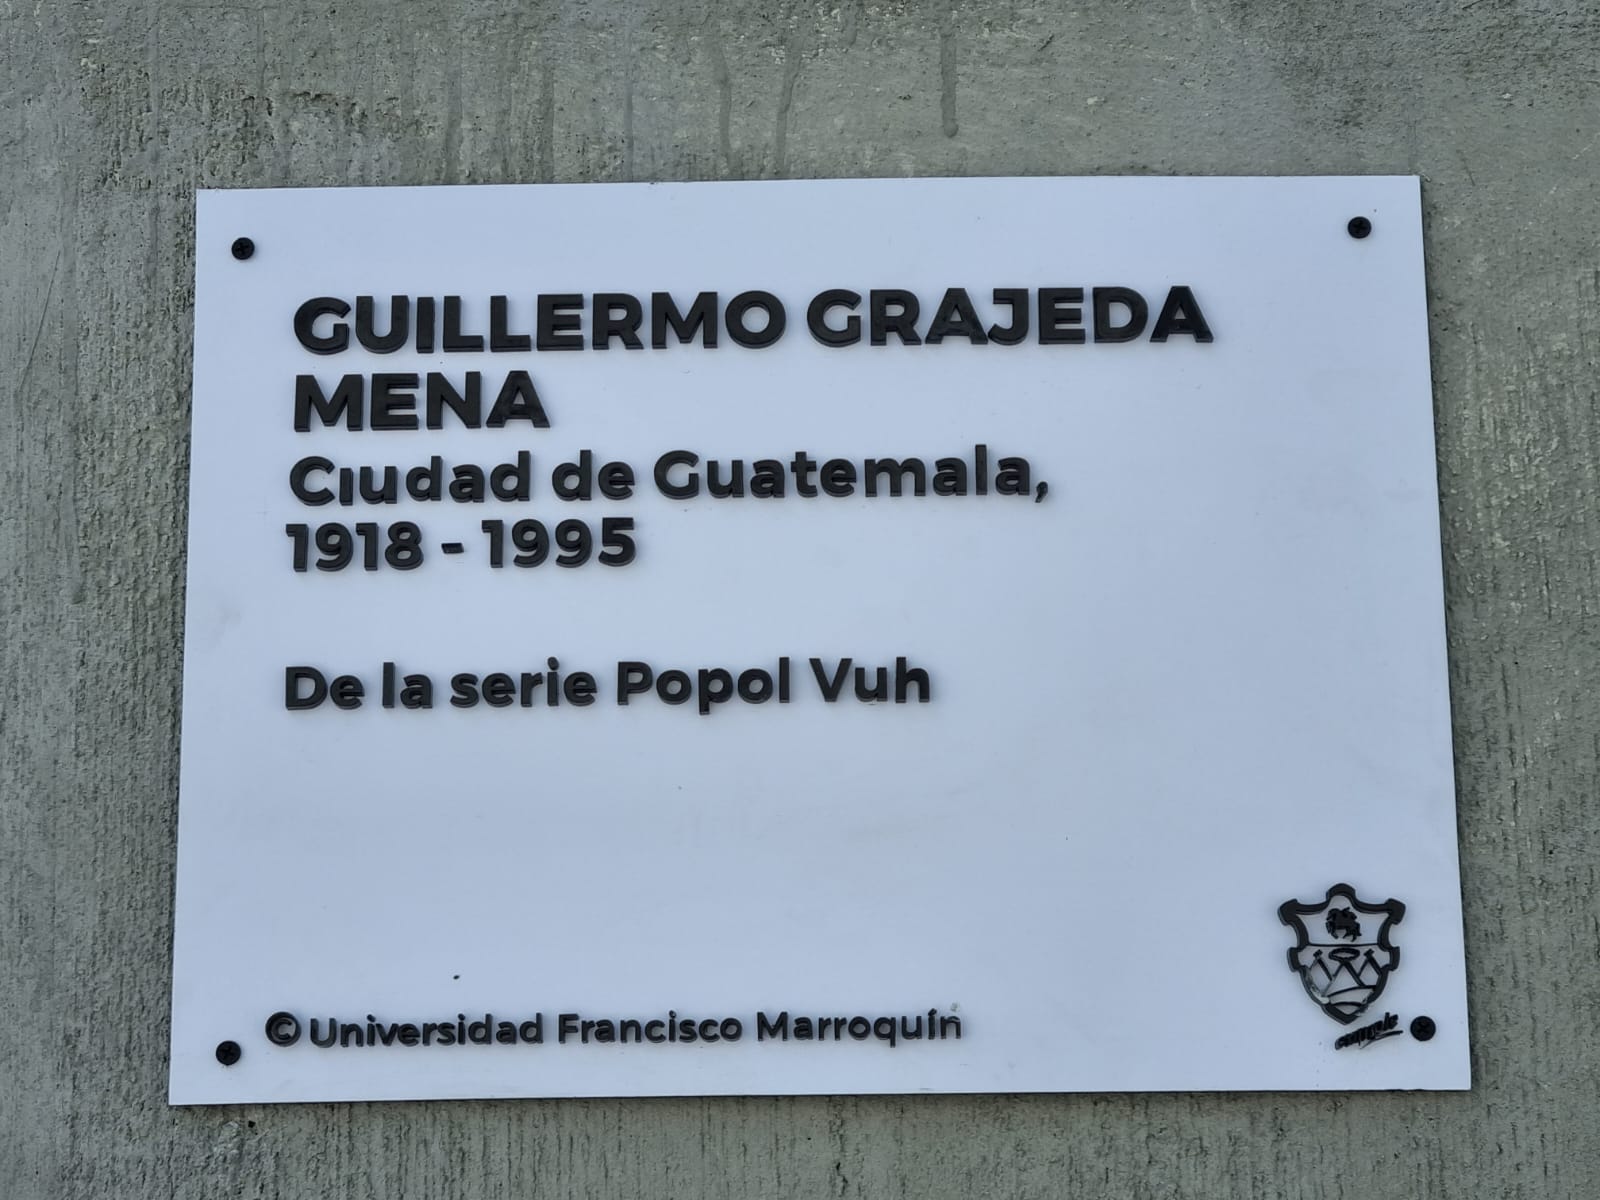 GUILLERMO GRAJEDA
MENA
Ciudad de Guatemala,
1918 - 1995
De la serie Popol Vuh
© Universidad Francisco Marroquín